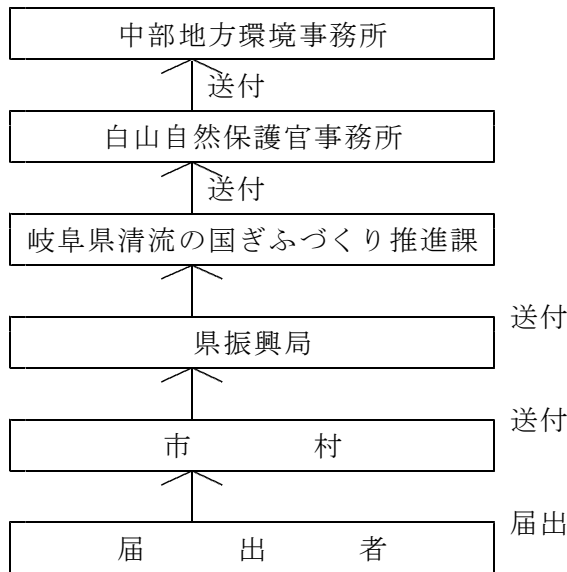 中部地方環境事務所
送付
白山自然保護官事務所
送付
岐阜県清流の国ぎふづくり推進課
送付
県振興局
送付
市 村
届出
届 出 者